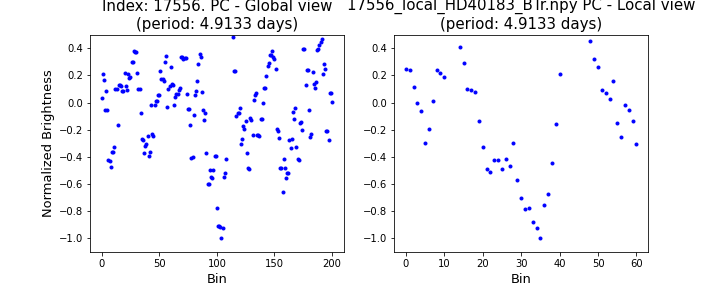 Index: 17556. PC - Global view
(period: 4.9133 days)
17556_local_HD40183_BTr.npy PC - Local view
(period: 4.9133 days)
Normalized Brightness
0.4
0.2
0.0
−0.2
−0.4
−0.6
−0.8
−1.0
0 50 100 150 200
Bin
0.4
0.2
0.0
−0.2
−0.4
−0.6
−0.8
−1.0
0 10 20 30 40 50 60
Bin